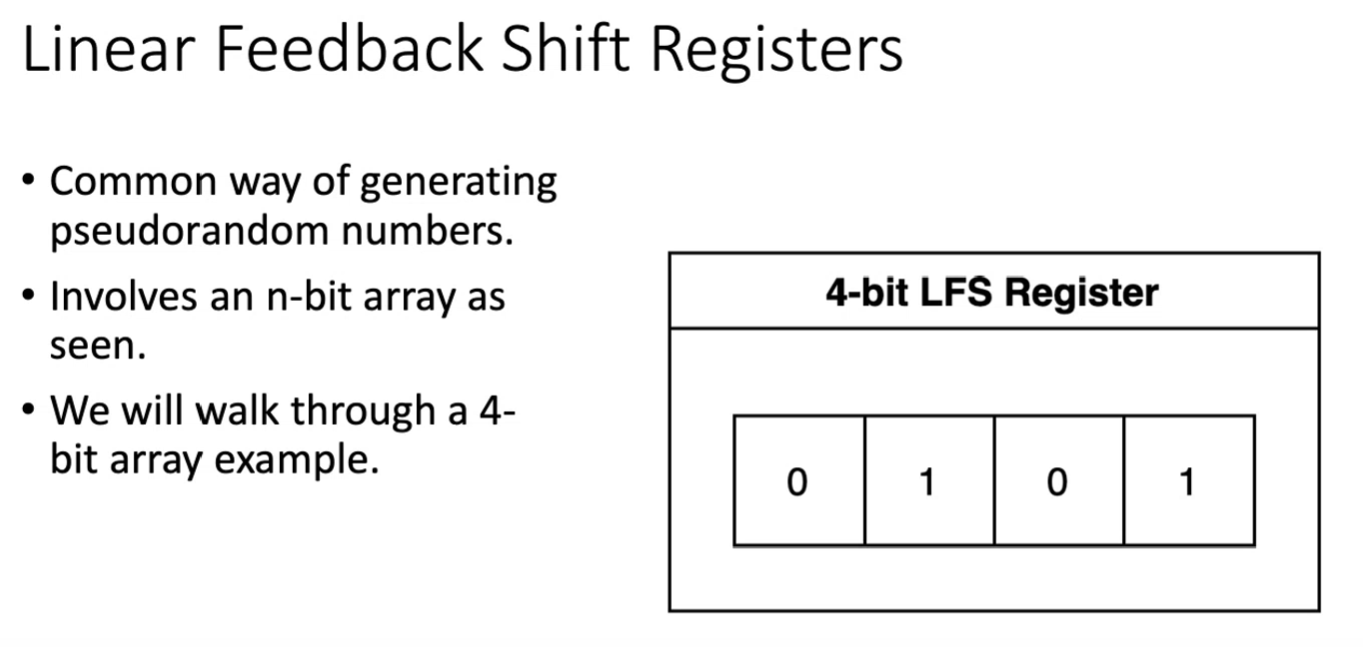 Linear Feedback Shift Registers
• Common way of generating
pseudorandom numbers.
• Involves an n-bit array as
seen.
• We will walk through a 4-
bit array example.
4-bit LFS Register
0 1 0 1